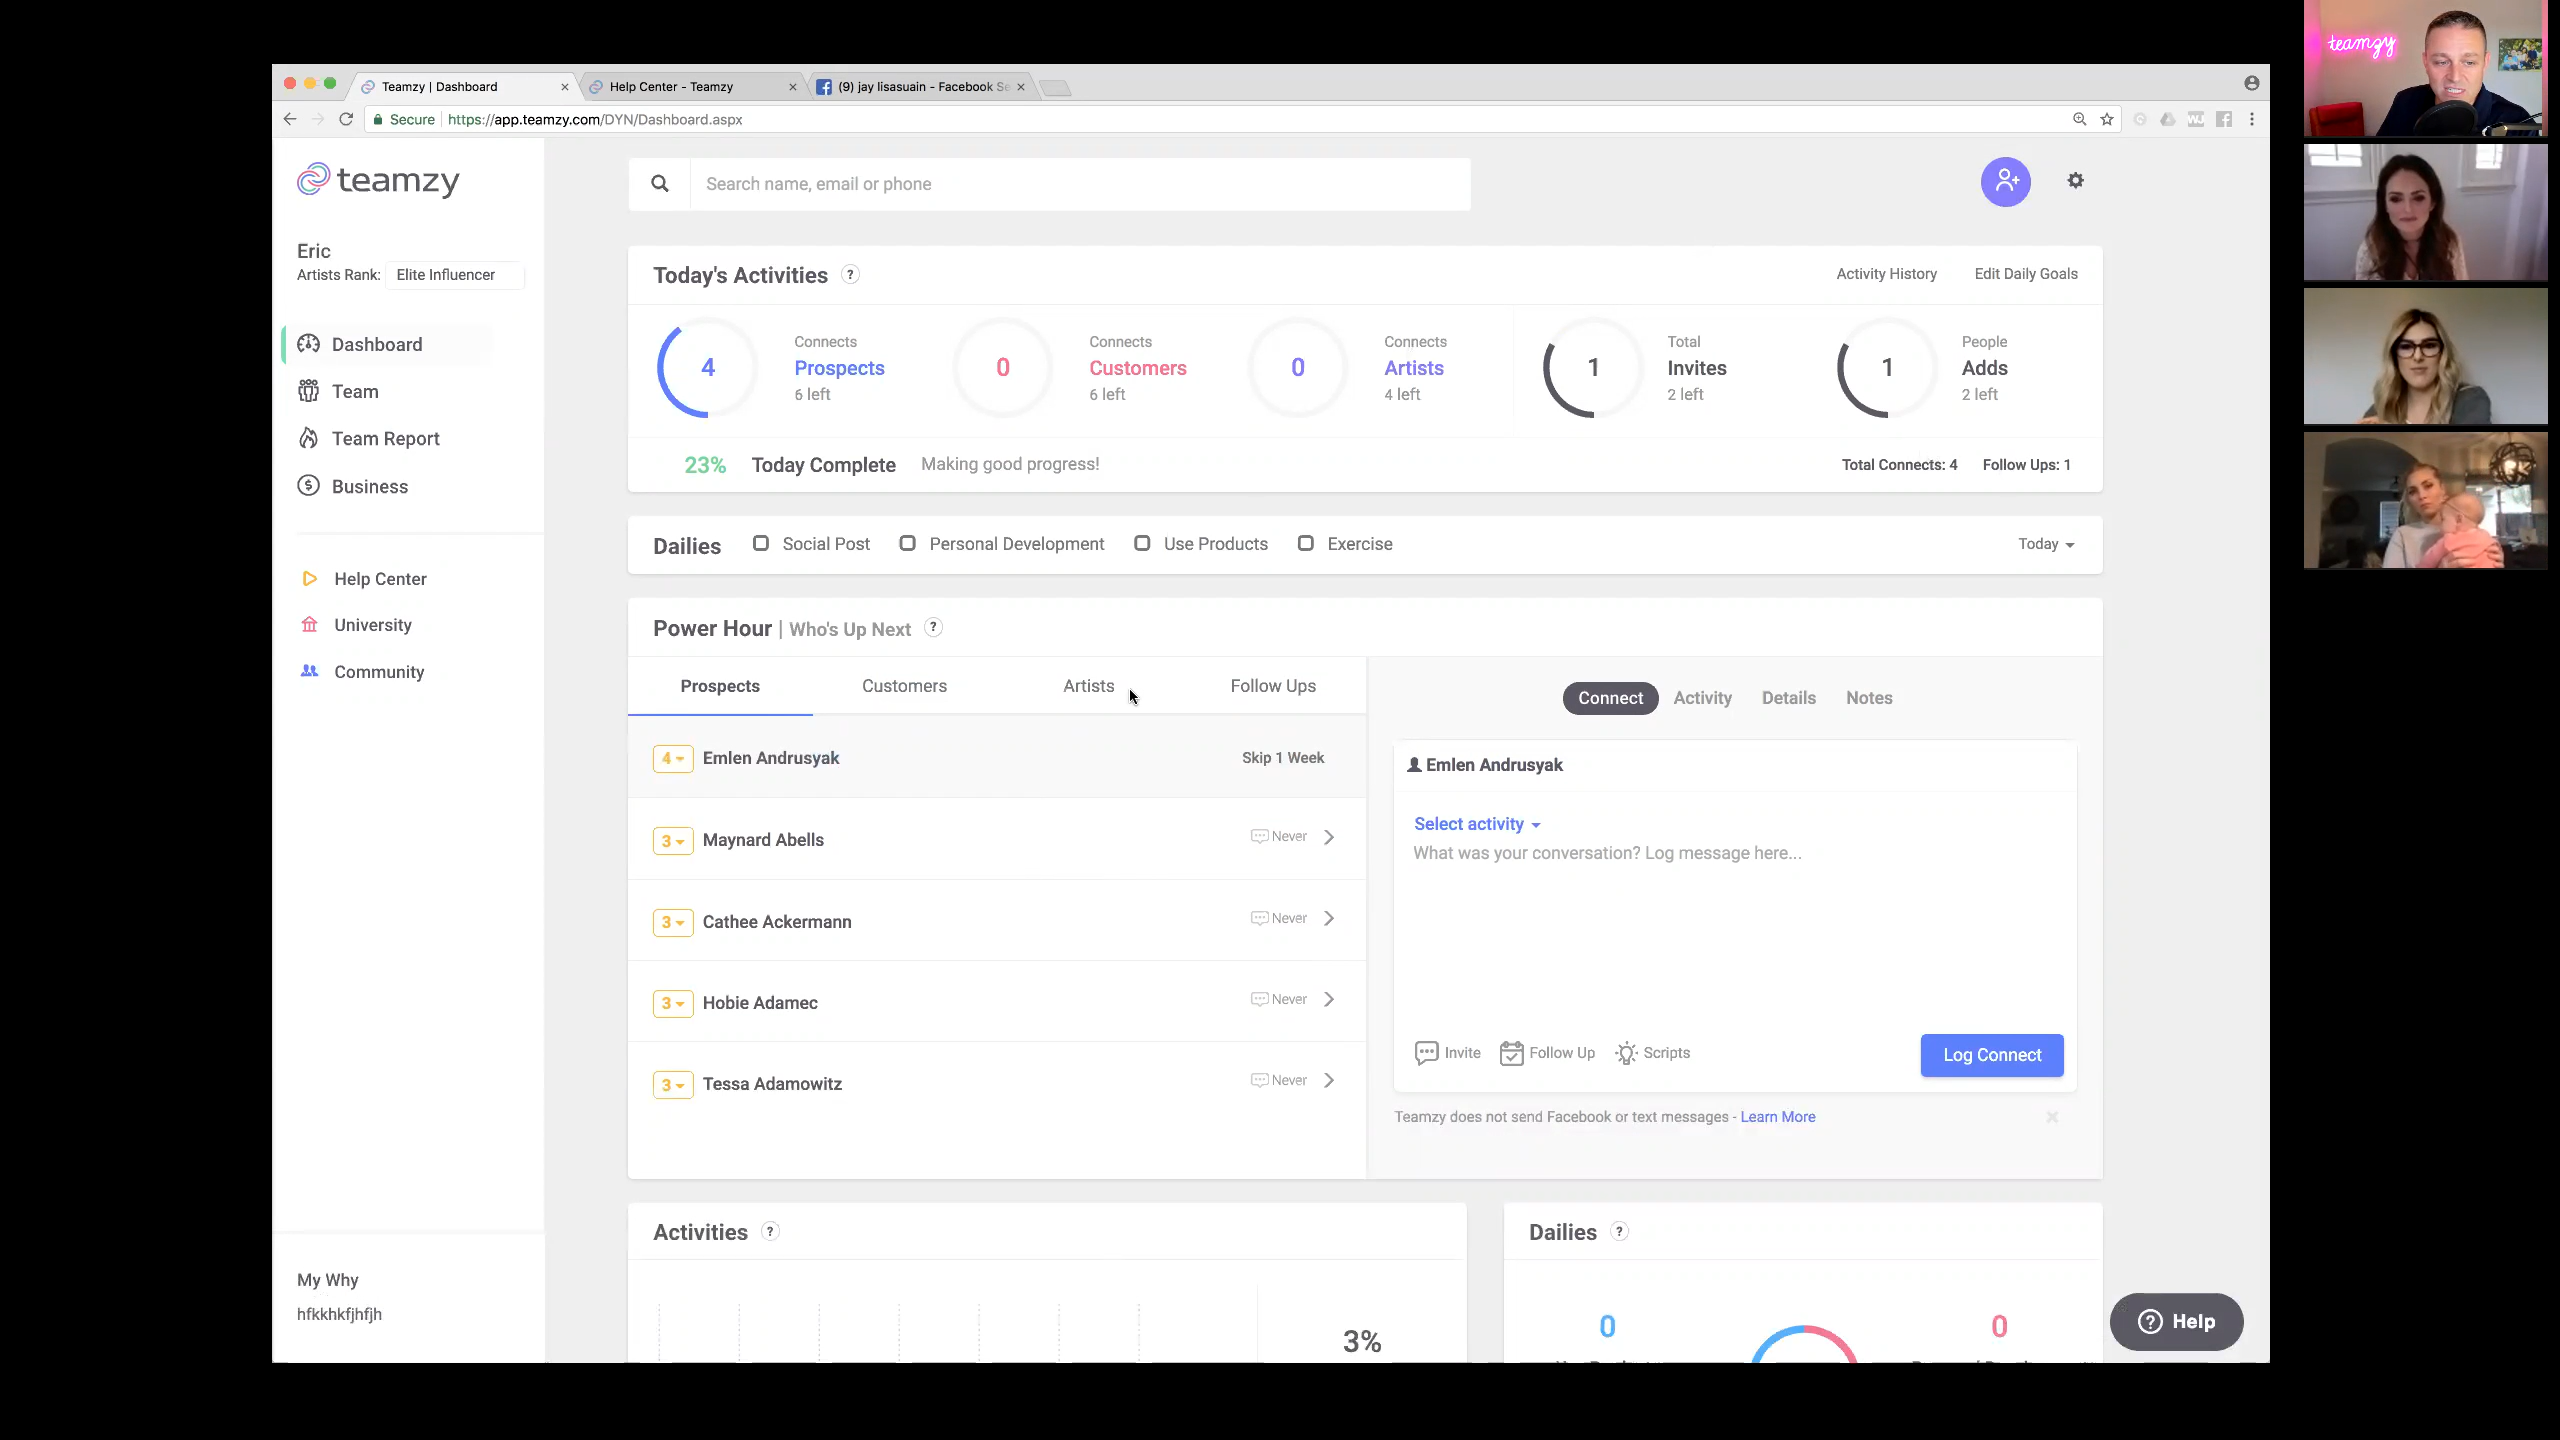 Teamzy | Dashboard
Help Center - Teamzy
(9) jay lisasuain - Facebook Se
Secure
https://app.teamzy.com/DYN/Dashboard.aspx
teamzy
teamzy
Search name, email or phone
Eric
Artists Rank: Elite Influencer
Dashboard
Team
Team Report
Business
Help Center
University
Community
My Why
hfkkhkfjhfjh
Today's Activities ?
Activity History
Edit Daily Goals
4
Connects
Prospects
6 left
0
Connects
Customers
6 left
0
Connects
Artists
4 left
1
Total
Invites
2 left
1
People
Adds
2 left
23% Today Complete Making good progress!
Total Connects: 4 Follow Ups: 1
Dailies Social Post Personal Development Use Products Exercise
Today
Power Hour | Who's Up Next ?
Prospects Customers Artists Follow Ups
4 Emlen Andrusyak Skip 1 Week
3 Maynard Abells Never
3 Cathee Ackermann Never
3 Hobie Adamec Never
3 Tessa Adamowitz Never
Connect Activity Details Notes
Emlen Andrusyak
Select activity
What was your conversation? Log message here...
Invite Follow Up Scripts
Log Connect
Teamzy does not send Facebook or text messages - Learn More
Activities ?
3%
Dailies ?
0
0
? Help